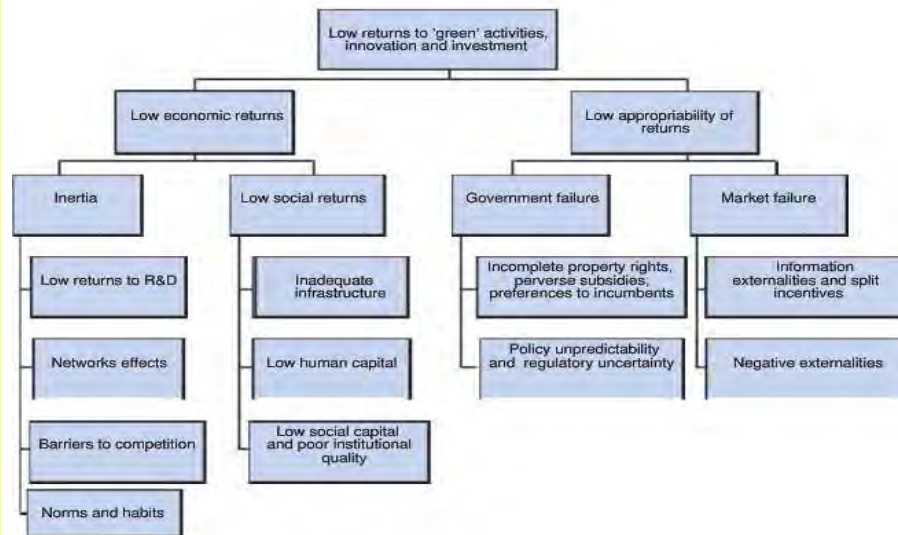 Low returns to 'green' activities,
innovation and investment
Low economic returns
Low appropriability of
returns
Inertia
Low social returns
Government failure
Market failure
Low returns to R&D
Inadequate
infrastructure
Incomplete property rights,
perverse subsidies,
preferences to incumbents
Information
externalities and split
incentives
Networks effects
Low human capital
Policy unpredictability
and regulatory uncertainty
Negative externalities
Barriers to competition
Low social capital
and poor institutional
quality
Norms and habits